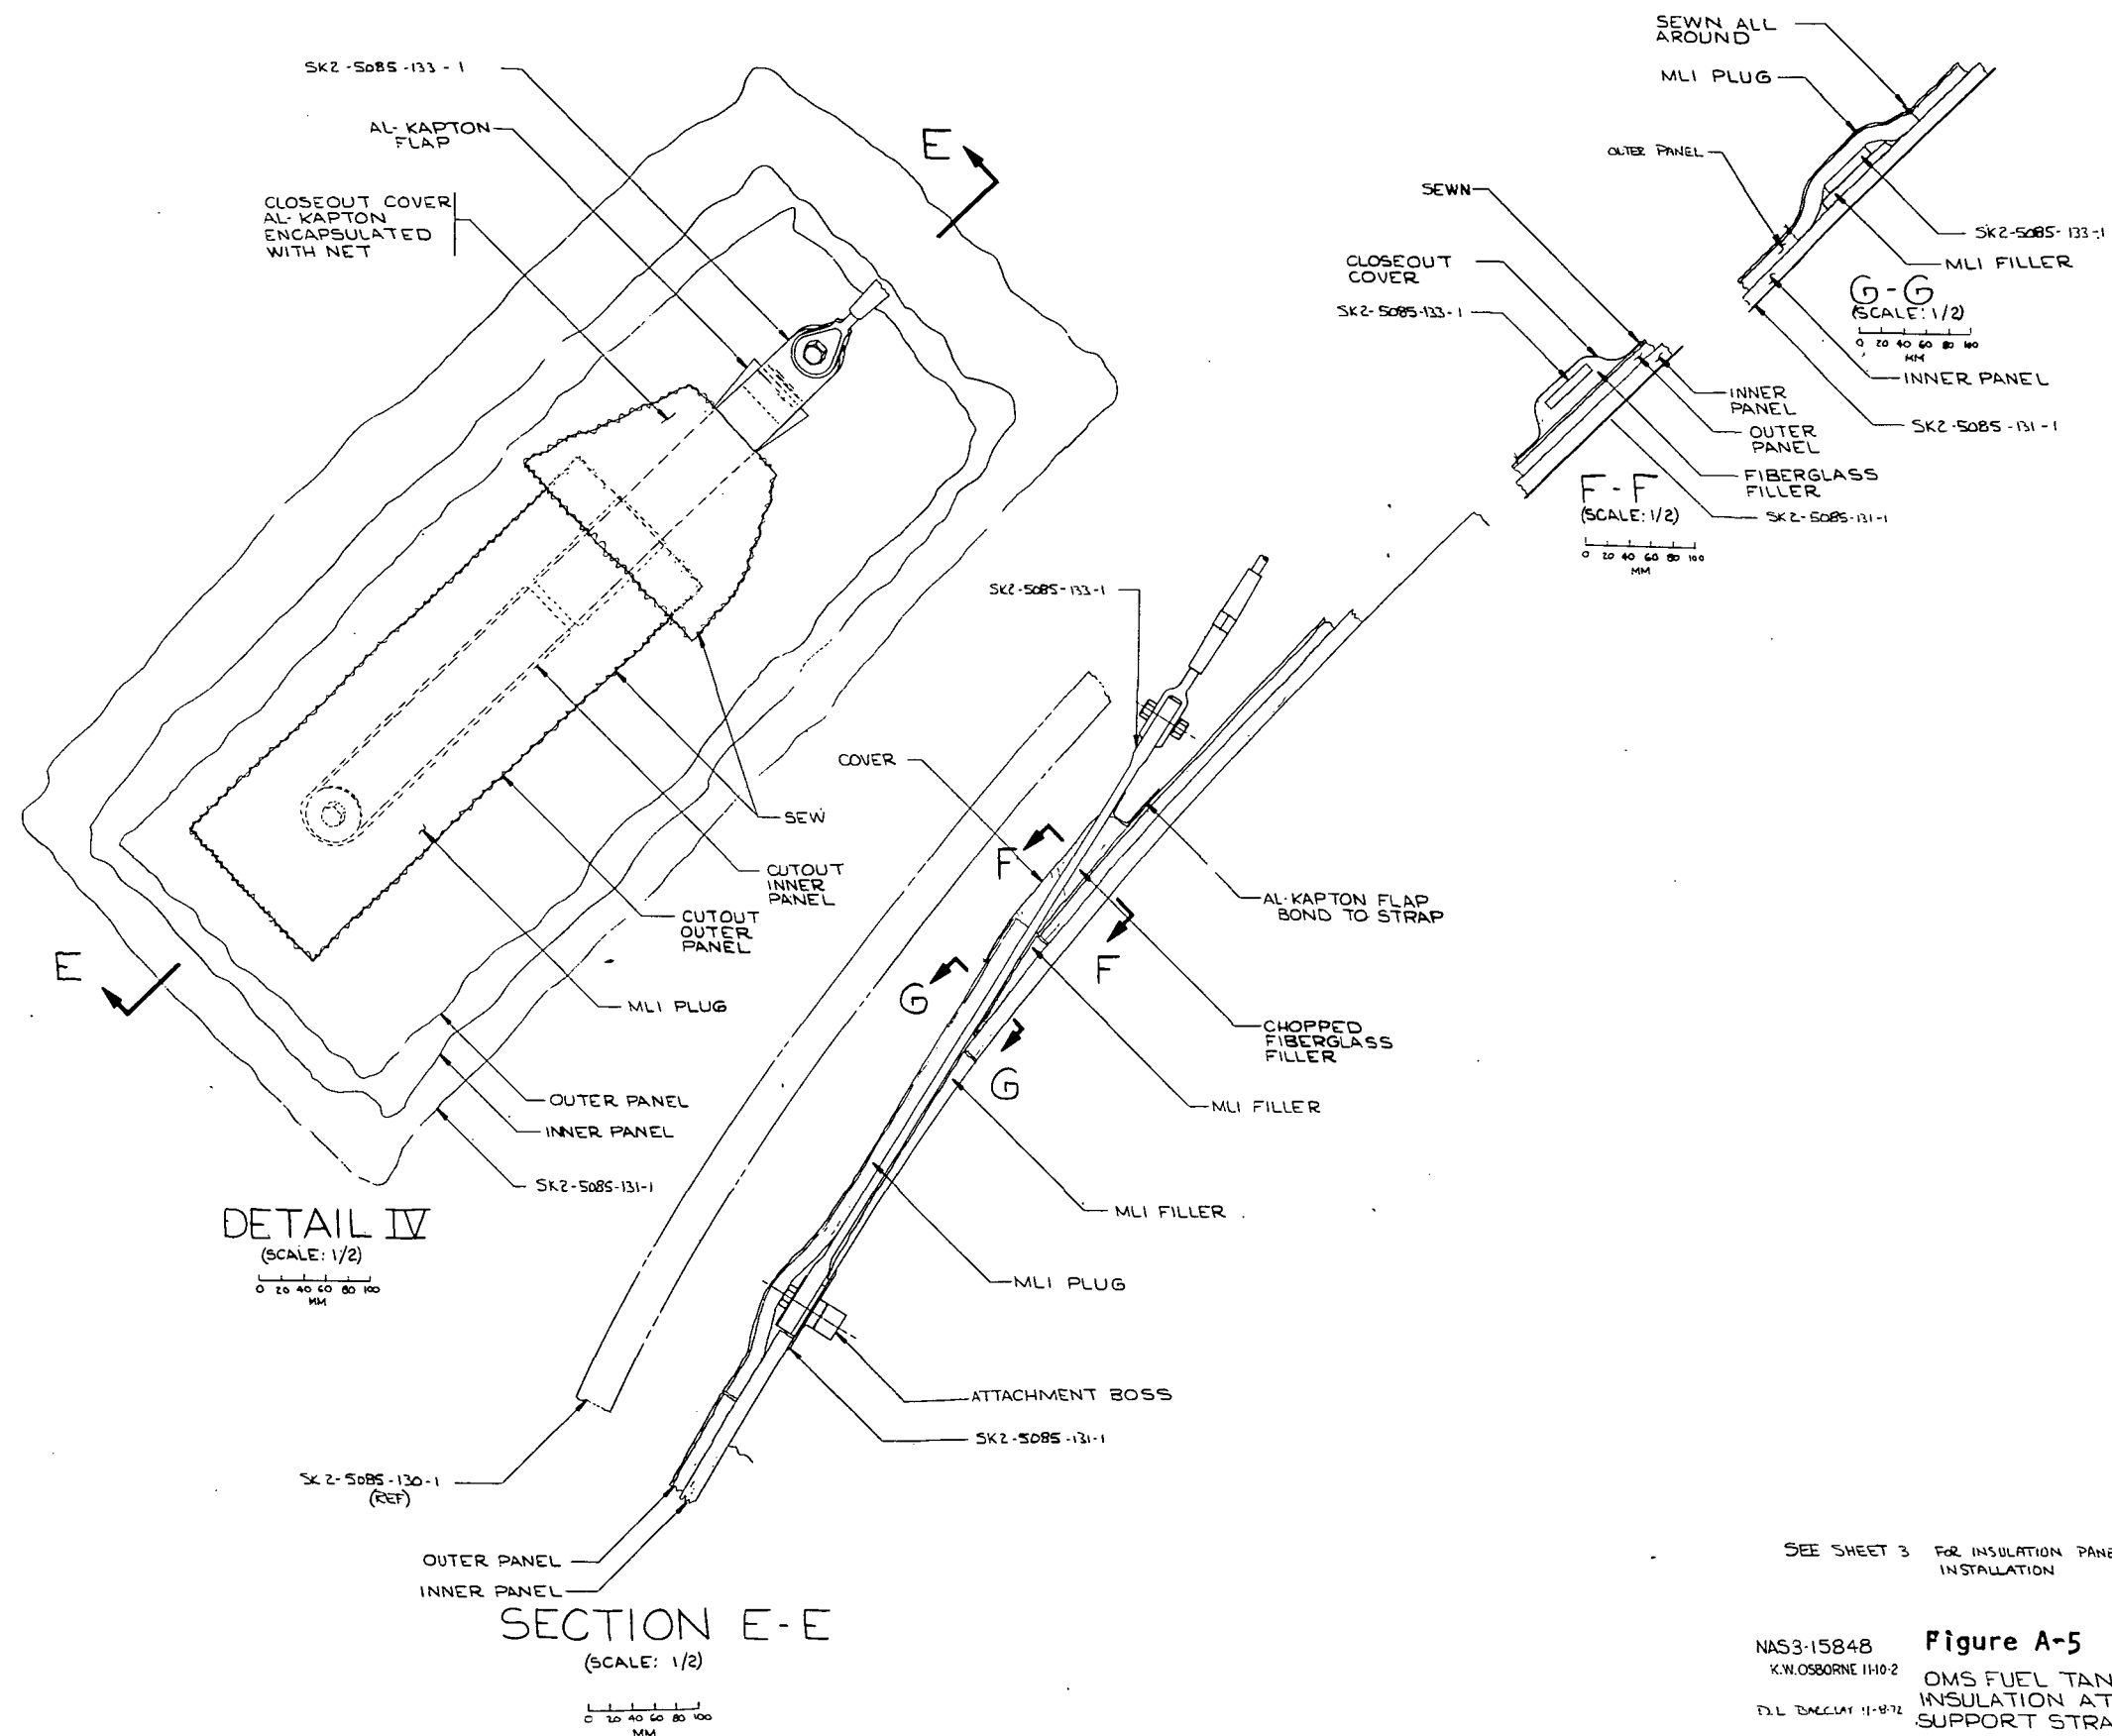 SK2-5085-133-1
AL-KAPTON
FLAP
CLOSEOUT COVER
AL-KAPTON
ENCAPSULATED
WITH NET
E
E
SEW
CUTOUT
INNER
PANEL
CUTOUT
OUTER
PANEL
MLI PLUG
OUTER PANEL
INNER PANEL
SK2-5085-131-1
DETAIL IV
(SCALE: 1/2)
0 20 40 60 80 100
MM
SEWN ALL
AROUND
MLI PLUG
OUTER PANEL
SK2-5085-133-1
MLI FILLER
G-G
(SCALE: 1/2)
0 20 40 60 80 100
MM
INNER PANEL
SK2-5085-131-1
SEWN
CLOSEOUT
COVER
SK2-5085-133-1
INNER
PANEL
OUTER
PANEL
FIBERGLASS
FILLER
SK2-5085-131-1
F-F
(SCALE: 1/2)
0 20 40 60 80 100
MM
SK2-5085-133-1
COVER
F
F
G
G
AL-KAPTON FLAP
BOND TO STRAP
CHOPPED
FIBERGLASS
FILLER
MLI FILLER
MLI FILLER
MLI PLUG
ATTACHMENT BOSS
SK2-5085-131-1
SK2-5085-130-1
(REF)
OUTER PANEL
INNER PANEL
SECTION E-E
(SCALE: 1/2)
0 20 40 60 80 100
MM
SEE SHEET 3 FOR INSULATION PANE
INSTALLATION
NAS3-15848
K.W. OSBORNE 11-10-2
D.L BARCLAY 11-8-72
Figure A-5
OMS FUEL TAN
INSULATION AT
SUPPORT STRA